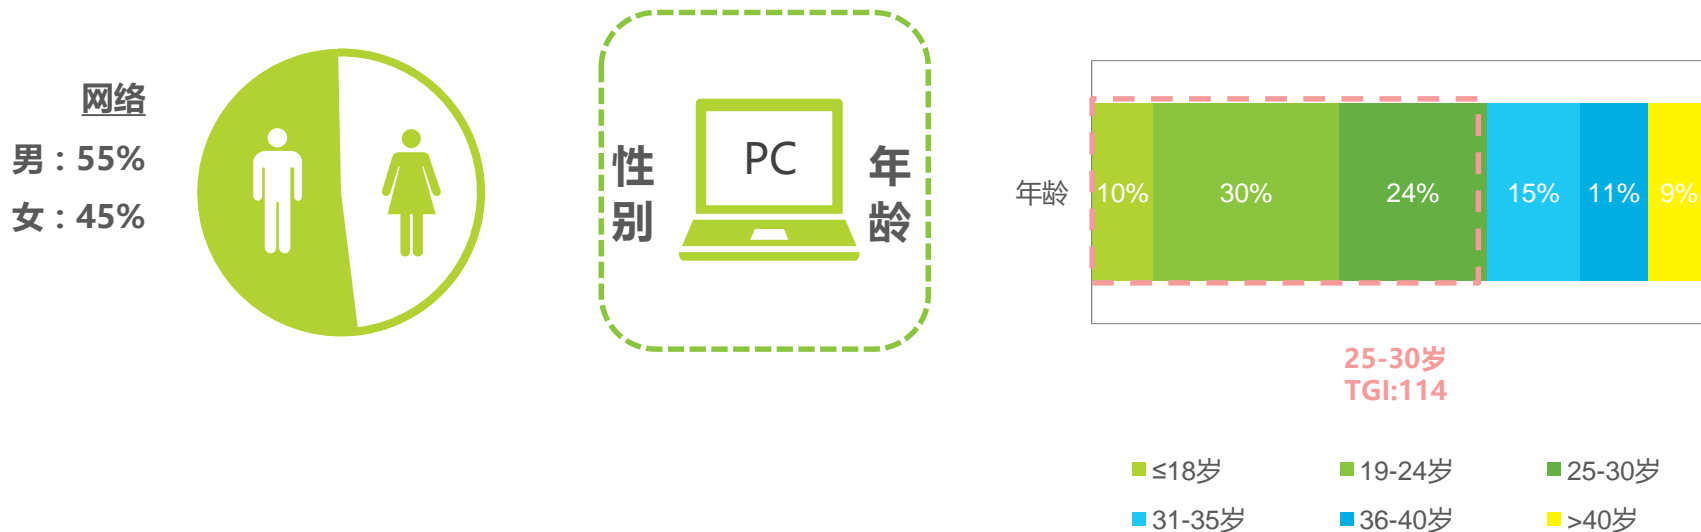 网络
男：55%
女：45%
性别
PC
年龄
年龄
10%
30%
24%
15%
11%
9%
25-30岁
TGI:114
≤18岁
19-24岁
25-30岁
31-35岁
36-40岁
>40岁